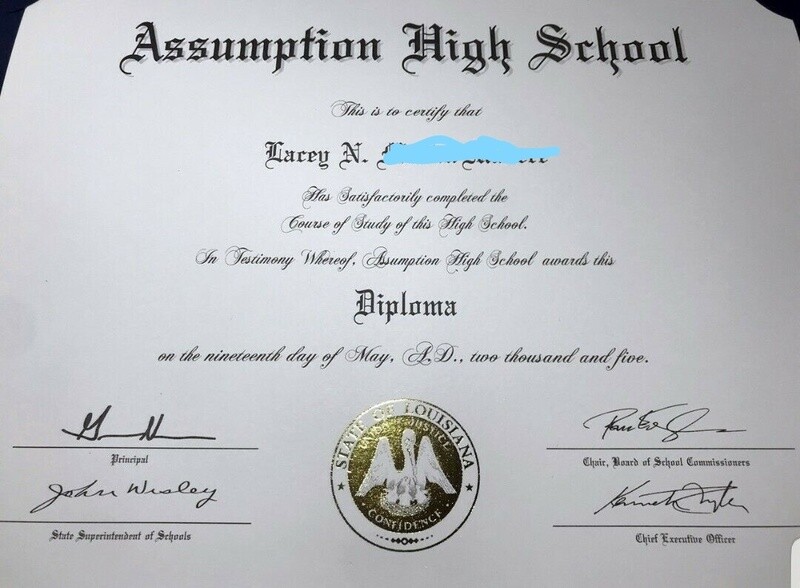 Assumption High School
This is to certify that
Lacey N.
Has Satisfactorily completed the
Course of Study of this High School.
In Testimony Whereof, Assumption High School awards this
Diploma
on the nineteenth day of May, A.D., two thousand and five.
STATE OF LOUISIANA
JUSTICE
CONFIDENCE
Principal
Chair, Board of School Commissioners
John Wesley
State Superintendent of Schools
Chief Executive Officer